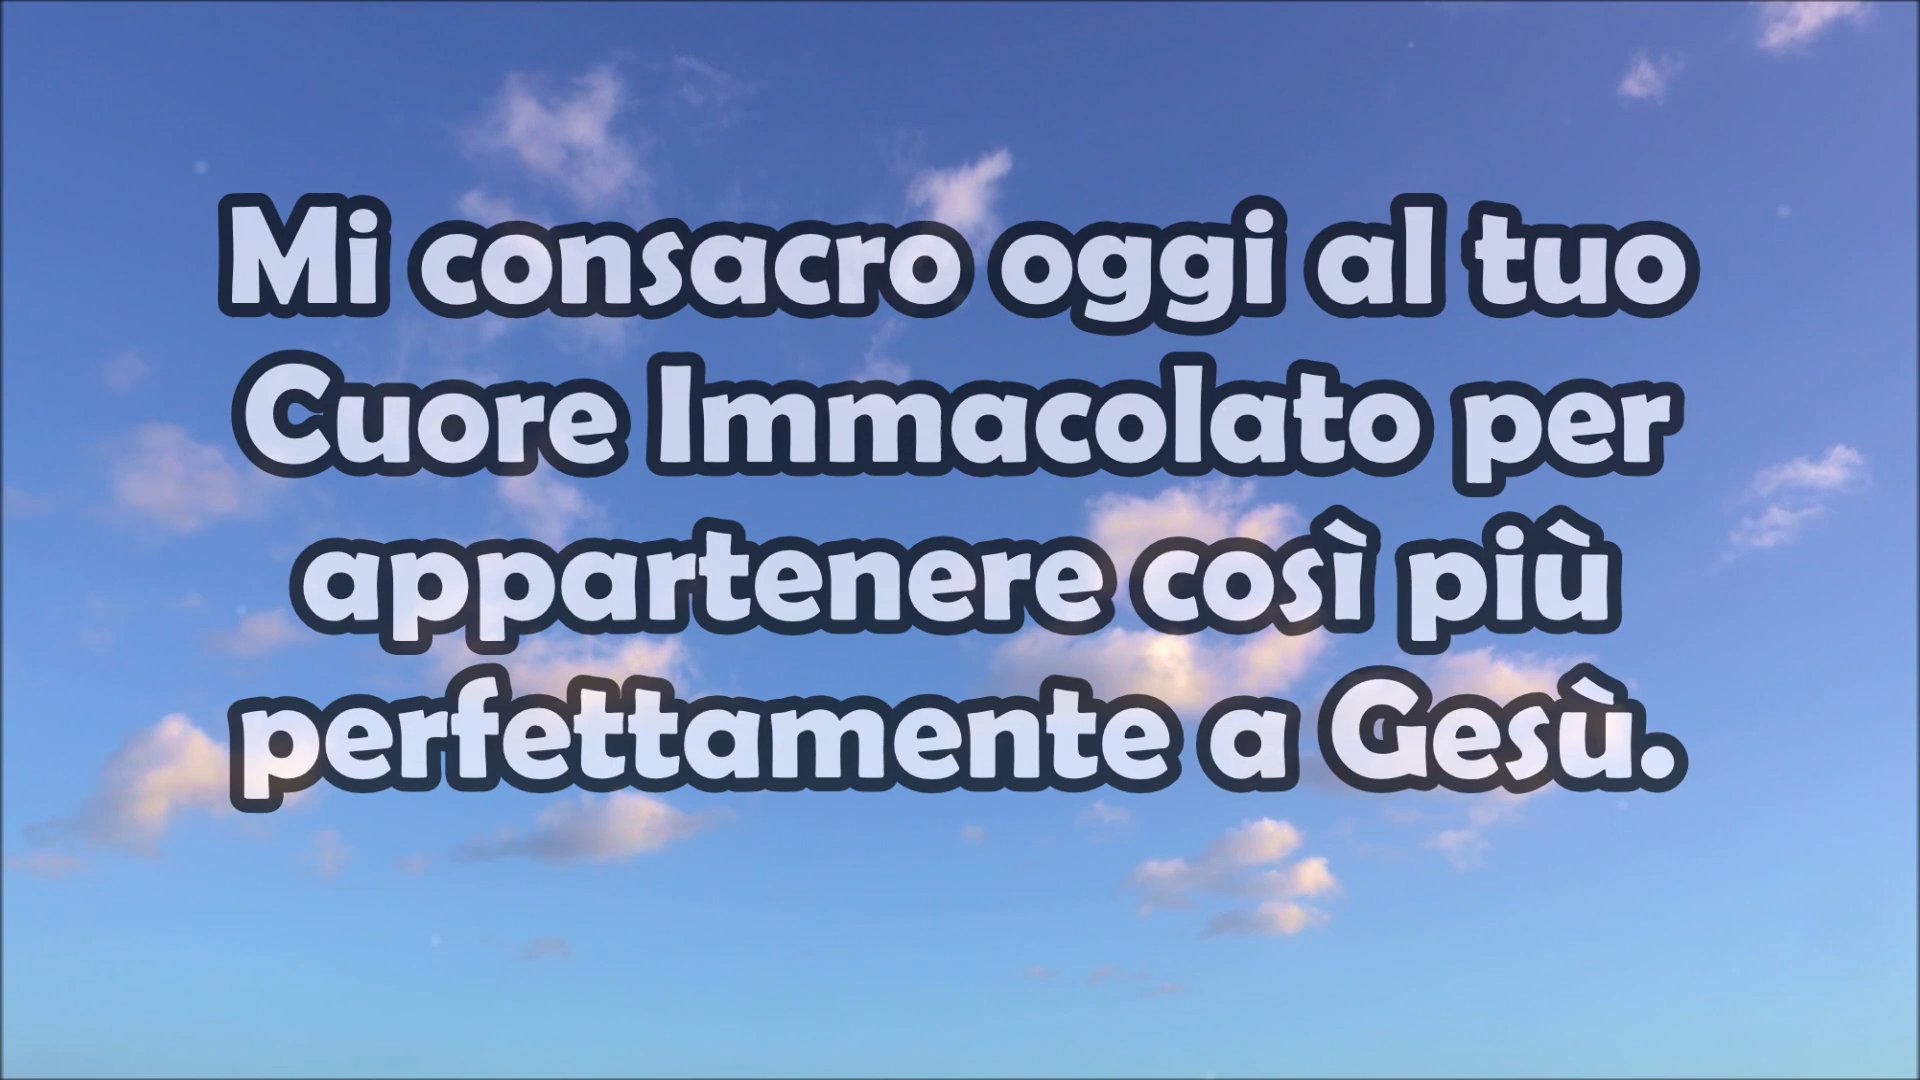 Mi consacro oggi al tuo
Cuore Immacolato per
appartenere così più
perfettamente a Gesù.